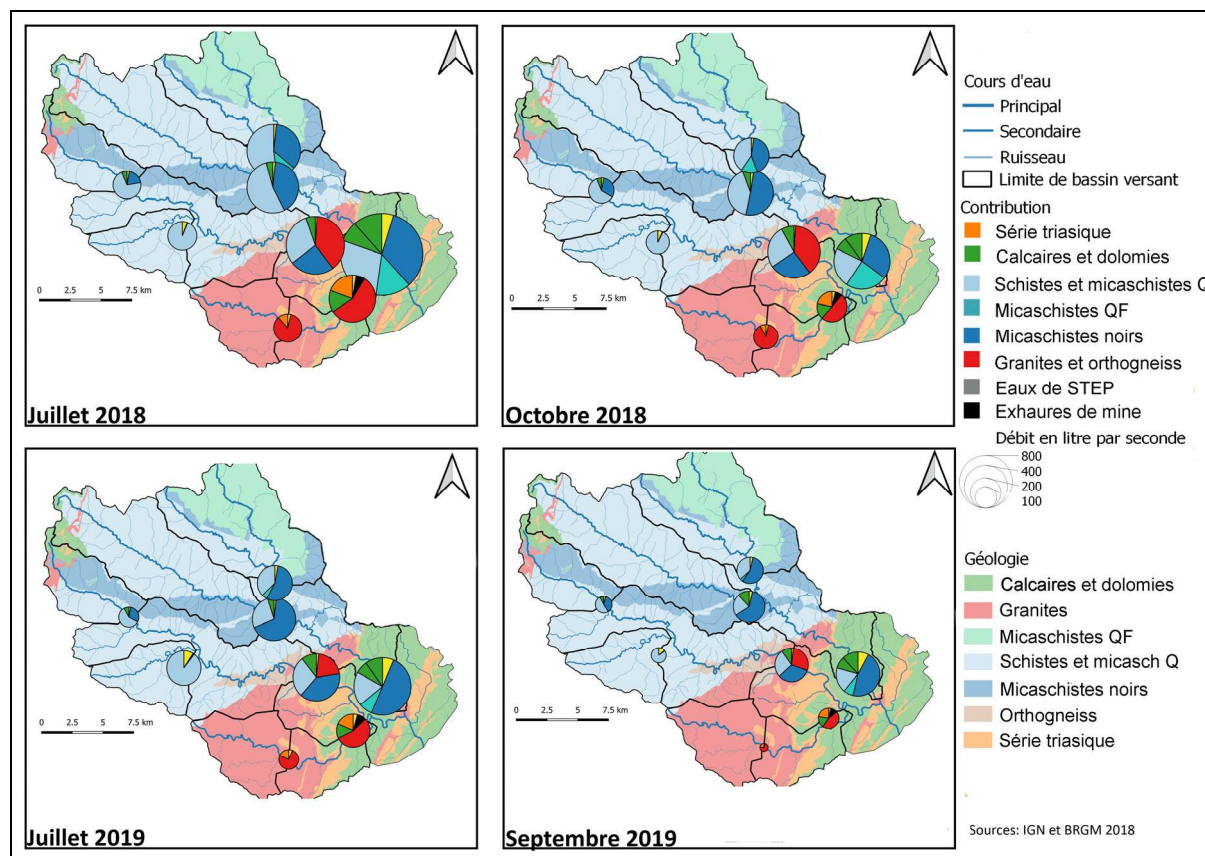 0 2.5 5 7.5 km
Juillet 2018
0 2.5 5 7.5 km
Octobre 2018
0 2.5 5 7.5 km
Juillet 2019
0 2.5 5 7.5 km
Septembre 2019
Cours d'eau
Principal
Secondaire
Ruisseau
Limite de bassin versant
Contribution
Série triasique
Calcaires et dolomies
Schistes et micaschistes Q
Micaschistes QF
Micaschistes noirs
Granites et orthogneiss
Eaux de STEP
Exhaures de mine
Débit en litre par seconde
800
400
200
100
Géologie
Calcaires et dolomies
Granites
Micaschistes QF
Schistes et micasch Q
Micaschistes noirs
Orthogneiss
Série triasique
Sources: IGN et BRGM 2018